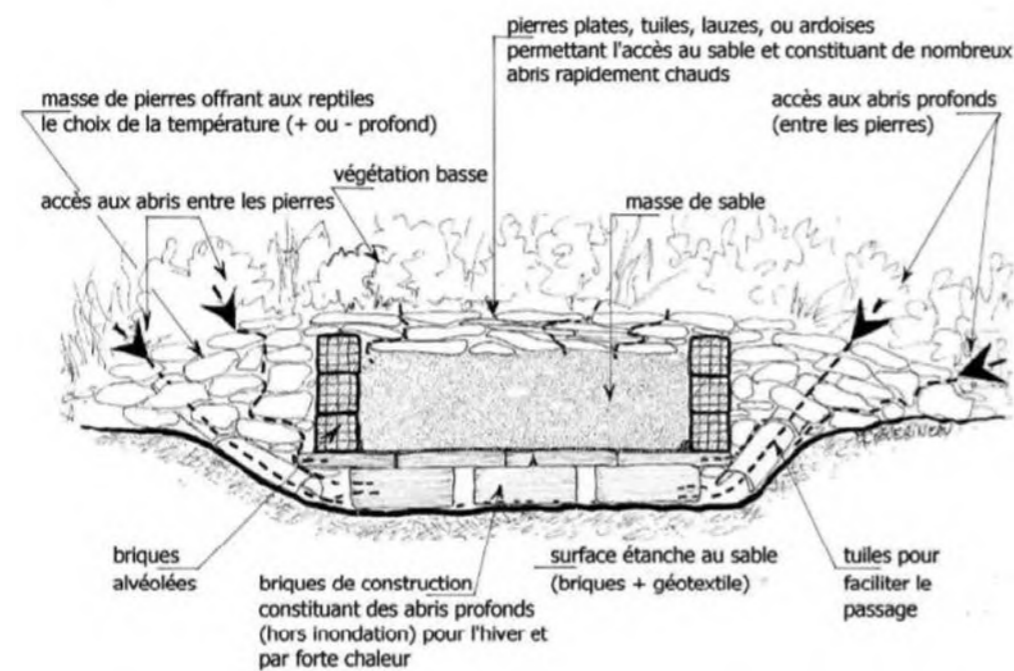 pierres plates, tuiles, lauzes, ou ardoises
permettant l'accès au sable et constituant de nombreux
abris rapidement chauds
masse de pierres offrant aux reptiles
le choix de la température (+ ou - profond)
accès aux abris profonds
(entre les pierres)
végétation basse
accès aux abris entre les pierres
masse de sable
briques
alvéolées
briques de construction
constituant des abris profonds
(hors inondation) pour l'hiver et
par forte chaleur
surface étanche au sable
(briques + géotextile)
tuiles pour
faciliter le
passage